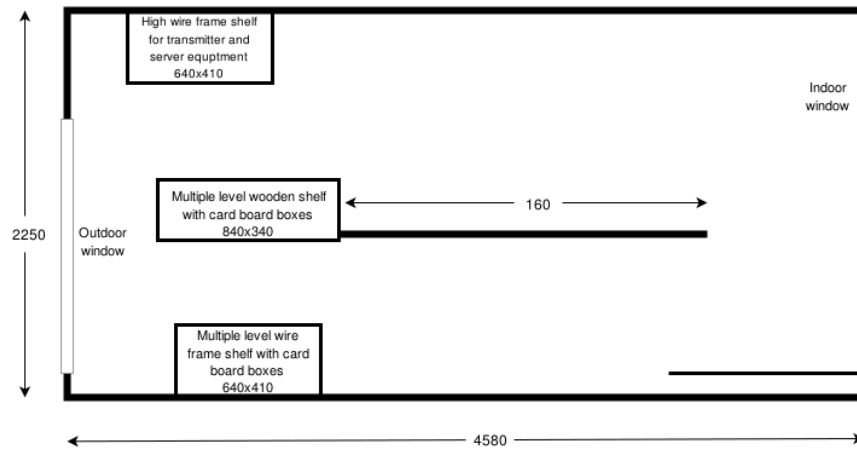 High wire frame shelf
for transmitter and
server equptment
640x410
Indoor
window
Multiple level wooden shelf
with card board boxes
840x340
160
2250
Outdoor
window
Multiple level wire
frame shelf with card
board boxes
640x410
4580